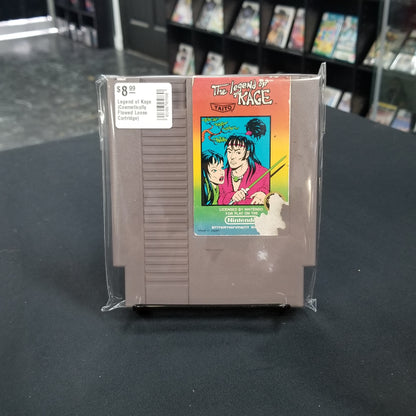 $8.99
Legend of Kage
(Cosmetically
Flawed Loose
Cartridge)
The Legend Of
KAGE
TAITO
LICENSED BY NINTENDO
FOR PLAY ON THE
Nintendo
ENTERTAINMENT